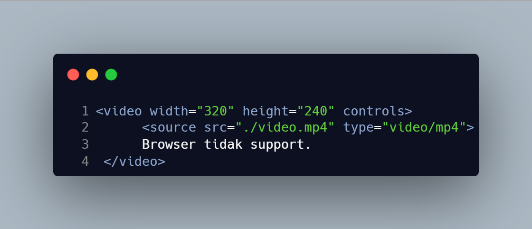 1 <video width="320" height="240" controls>
2 <source src="./video.mp4" type="video/mp4">
3 Browser tidak support.
4 </video>